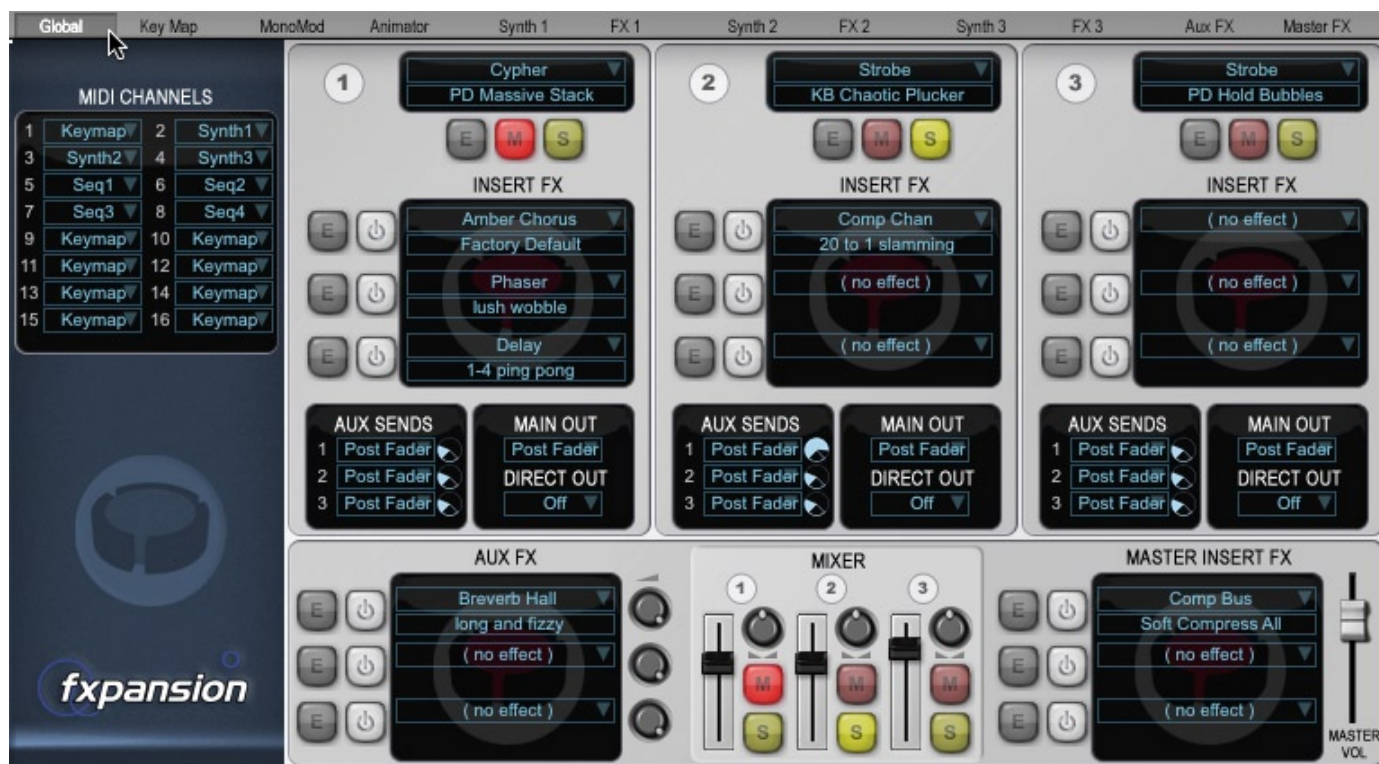 Global Key Map MonoMod Animator Synth 1 FX 1 Synth 2 FX 2 Synth 3 FX 3 Aux FX Master FX
MIDI CHANNELS
1 Keymap 2 Synth1
3 Synth2 4 Synth3
5 Seq1 6 Seq2
7 Seq3 8 Seq4
9 Keymap 10 Keymap
11 Keymap 12 Keymap
13 Keymap 14 Keymap
15 Keymap 16 Keymap
fxpansion
1
Cypher
PD Massive Stack
E M S
INSERT FX
E Amber Chorus
Factory Default
E Phaser
lush wobble
E Delay
1-4 ping pong
AUX SENDS
1 Post Fader
2 Post Fader
3 Post Fader
MAIN OUT
Post Fader
DIRECT OUT
Off
2
Strobe
KB Chaotic Plucker
E M S
INSERT FX
E Comp Chan
20 to 1 slamming
E ( no effect )
E ( no effect )
AUX SENDS
1 Post Fader
2 Post Fader
3 Post Fader
MAIN OUT
Post Fader
DIRECT OUT
Off
3
Strobe
PD Hold Bubbles
E M S
INSERT FX
E ( no effect )
E ( no effect )
E ( no effect )
AUX SENDS
1 Post Fader
2 Post Fader
3 Post Fader
MAIN OUT
Post Fader
DIRECT OUT
Off
AUX FX
E Breverb Hall
long and fizzy
E ( no effect )
E ( no effect )
MIXER
1 2 3
M M M
S S S
MASTER INSERT FX
E Comp Bus
Soft Compress All
E ( no effect )
E ( no effect )
MASTER
VOL